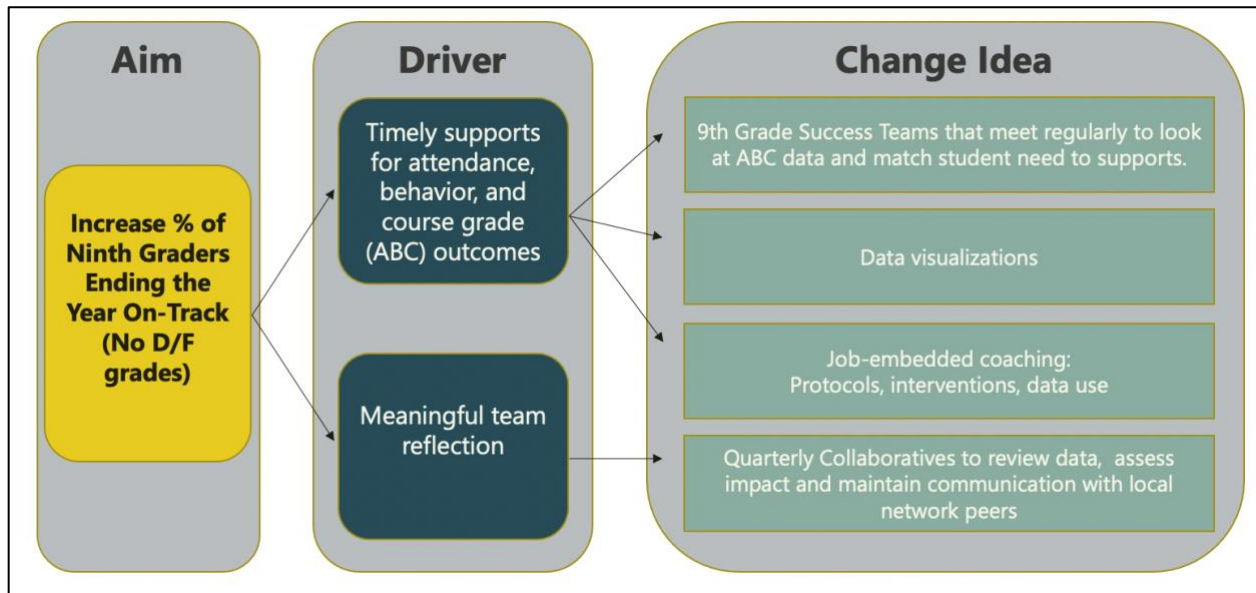 Aim
Increase % of
Ninth Graders
Ending the
Year On-Track
(No D/F
grades)
Driver
Timely supports
for attendance,
behavior, and
course grade
(ABC) outcomes
Meaningful team
reflection
Change Idea
9th Grade Success Teams that meet regularly to look
at ABC data and match student need to supports.
Data visualizations
Job-embedded coaching:
Protocols, interventions, data use
Quarterly Collaboratives to review data, assess
impact and maintain communication with local
network peers